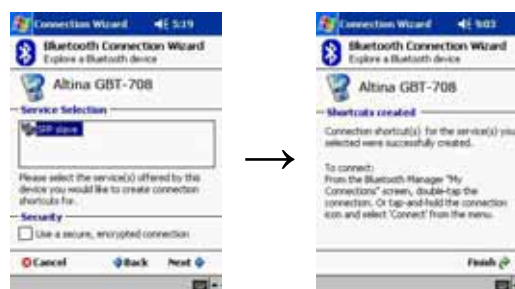 Connection Wizard 5:19
Bluetooth Connection Wizard
Explore a Bluetooth device
Altina GBT-708
Service Selection
SPP slave
Please select the service(s) offered by this
device you would like to create connection
shortcuts for.
Security
Use a secure, encrypted connection
Cancel Back Next
→
Connection Wizard 9:03
Bluetooth Connection Wizard
Explore a Bluetooth device
Altina GBT-708
Shortcuts created
Connection shortcut(s) for the service(s) you
selected were successfully created.
To connect:
From the Bluetooth Manager "My
Connections" screen, double-tap the
connection. Or tap-and-hold the connection
icon and select 'Connect' from the menu.
Finish